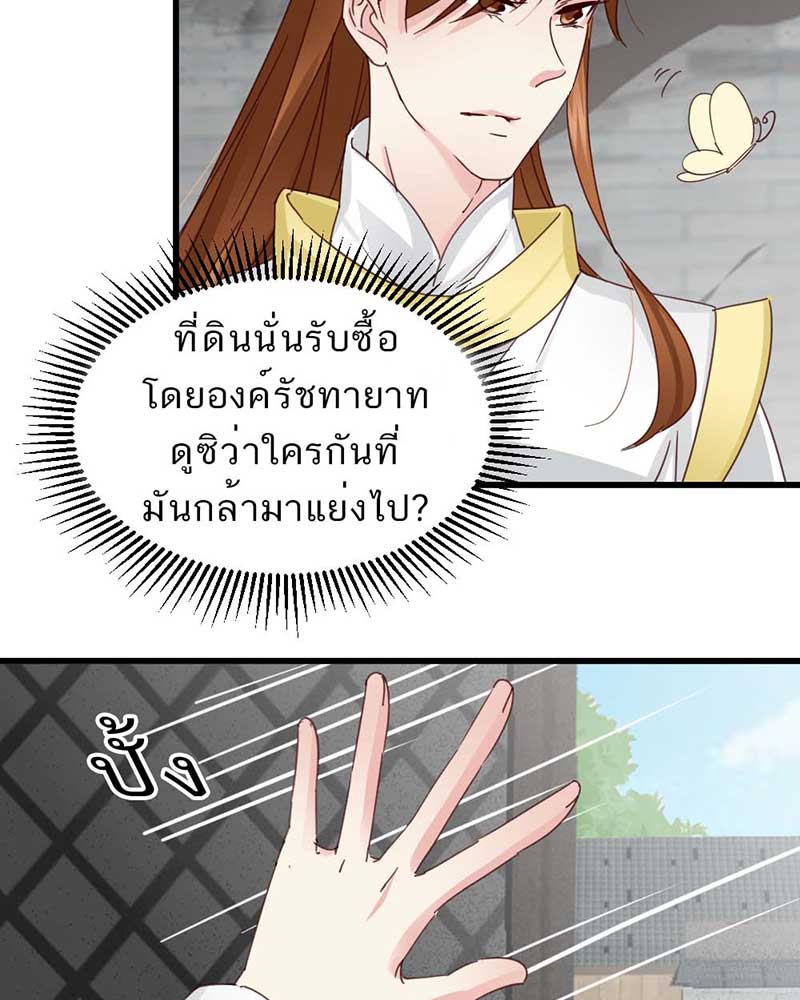 ที่ดินนั่นรับซื้อ
โดยองค์รัชทายาท
ดูซิว่าใครกันที่
มันกล้ามาแย่งไป?
ปั้ง